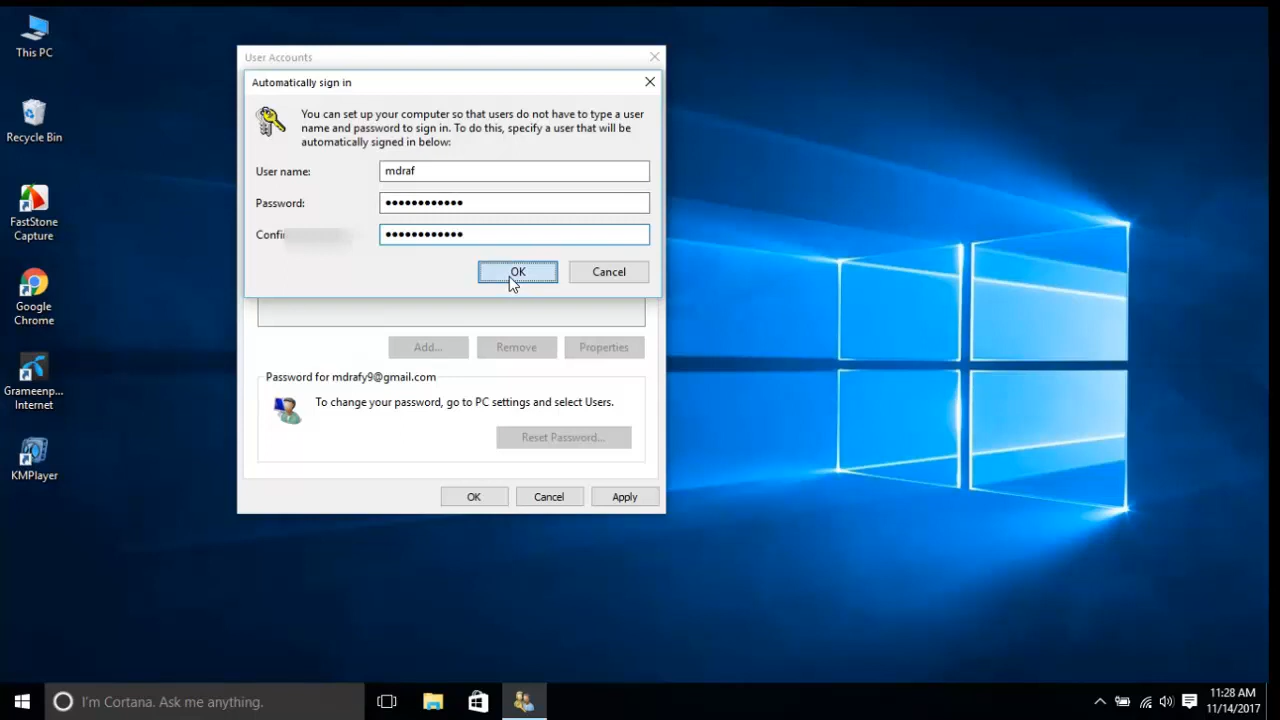 This PC
Recycle Bin
FastStone
Capture
Google
Chrome
Grameenp...
Internet
KMPlayer
User Accounts
Automatically sign in
You can set up your computer so that users do not have to type a user
name and password to sign in. To do this, specify a user that will be
automatically signed in below:
User name:
mdraf
Password:
●●●●●●●●●●●●
●●●●●●●●●●●●
OK
Cancel
Add...
Remove
Properties
Password for mdrafy9@gmail.com
To change your password, go to PC settings and select Users.
Reset Password...
OK
Cancel
Apply
I'm Cortana. Ask me anything.
11:28 AM
11/14/2017